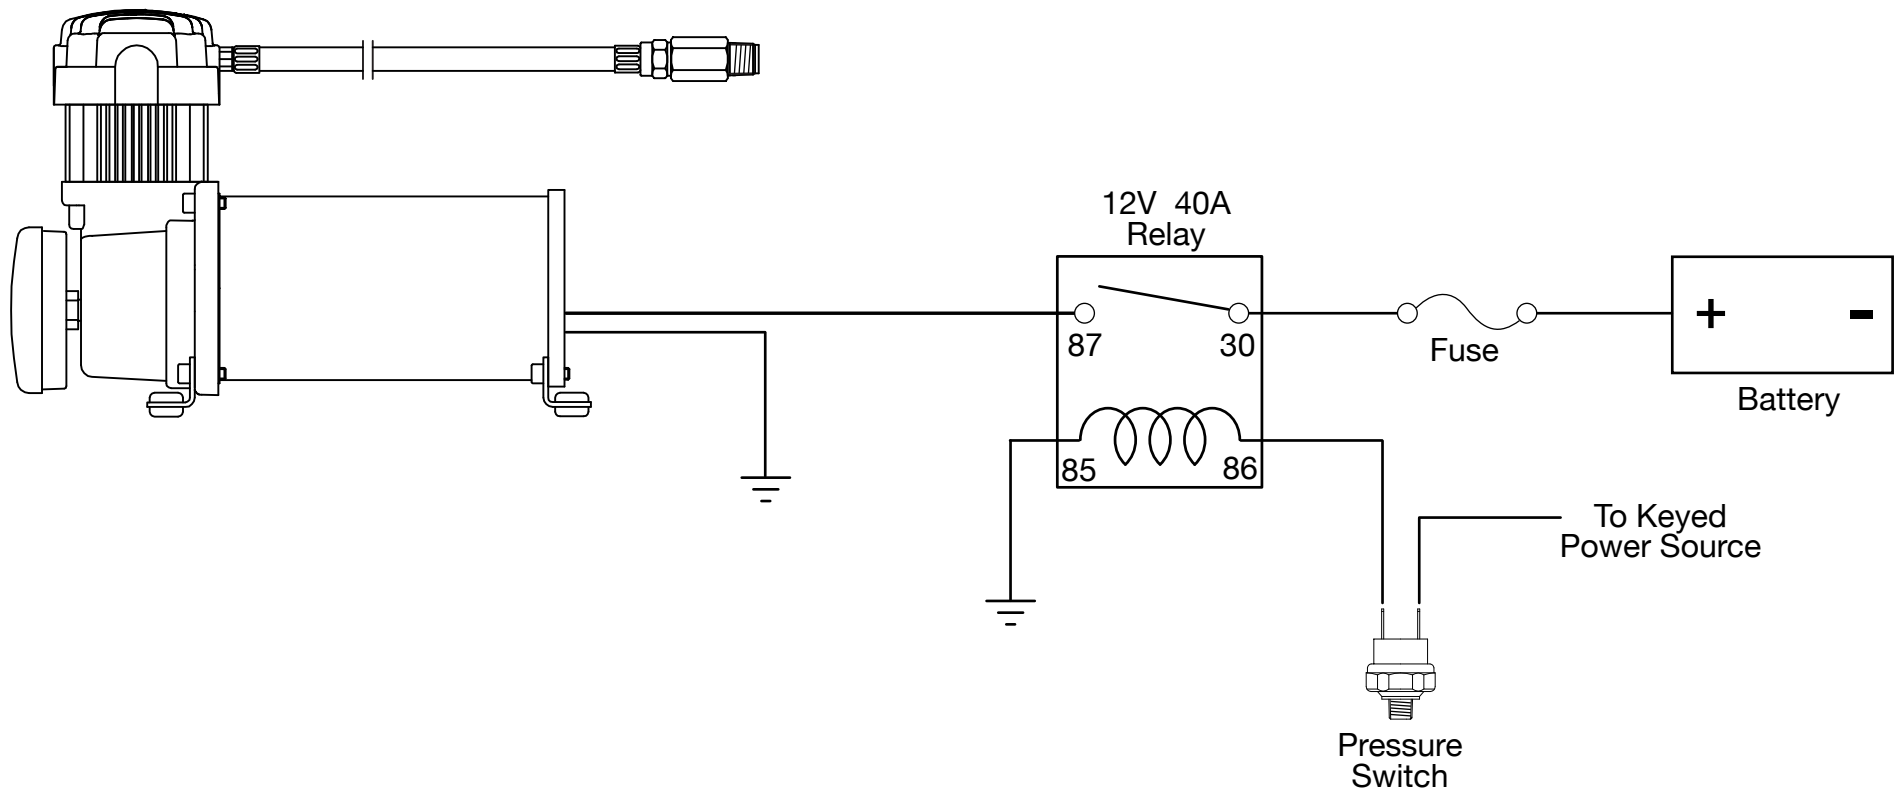 12V 40A
Relay
87
30
85
86
Fuse
+ -
Battery
To Keyed
Power Source
Pressure
Switch